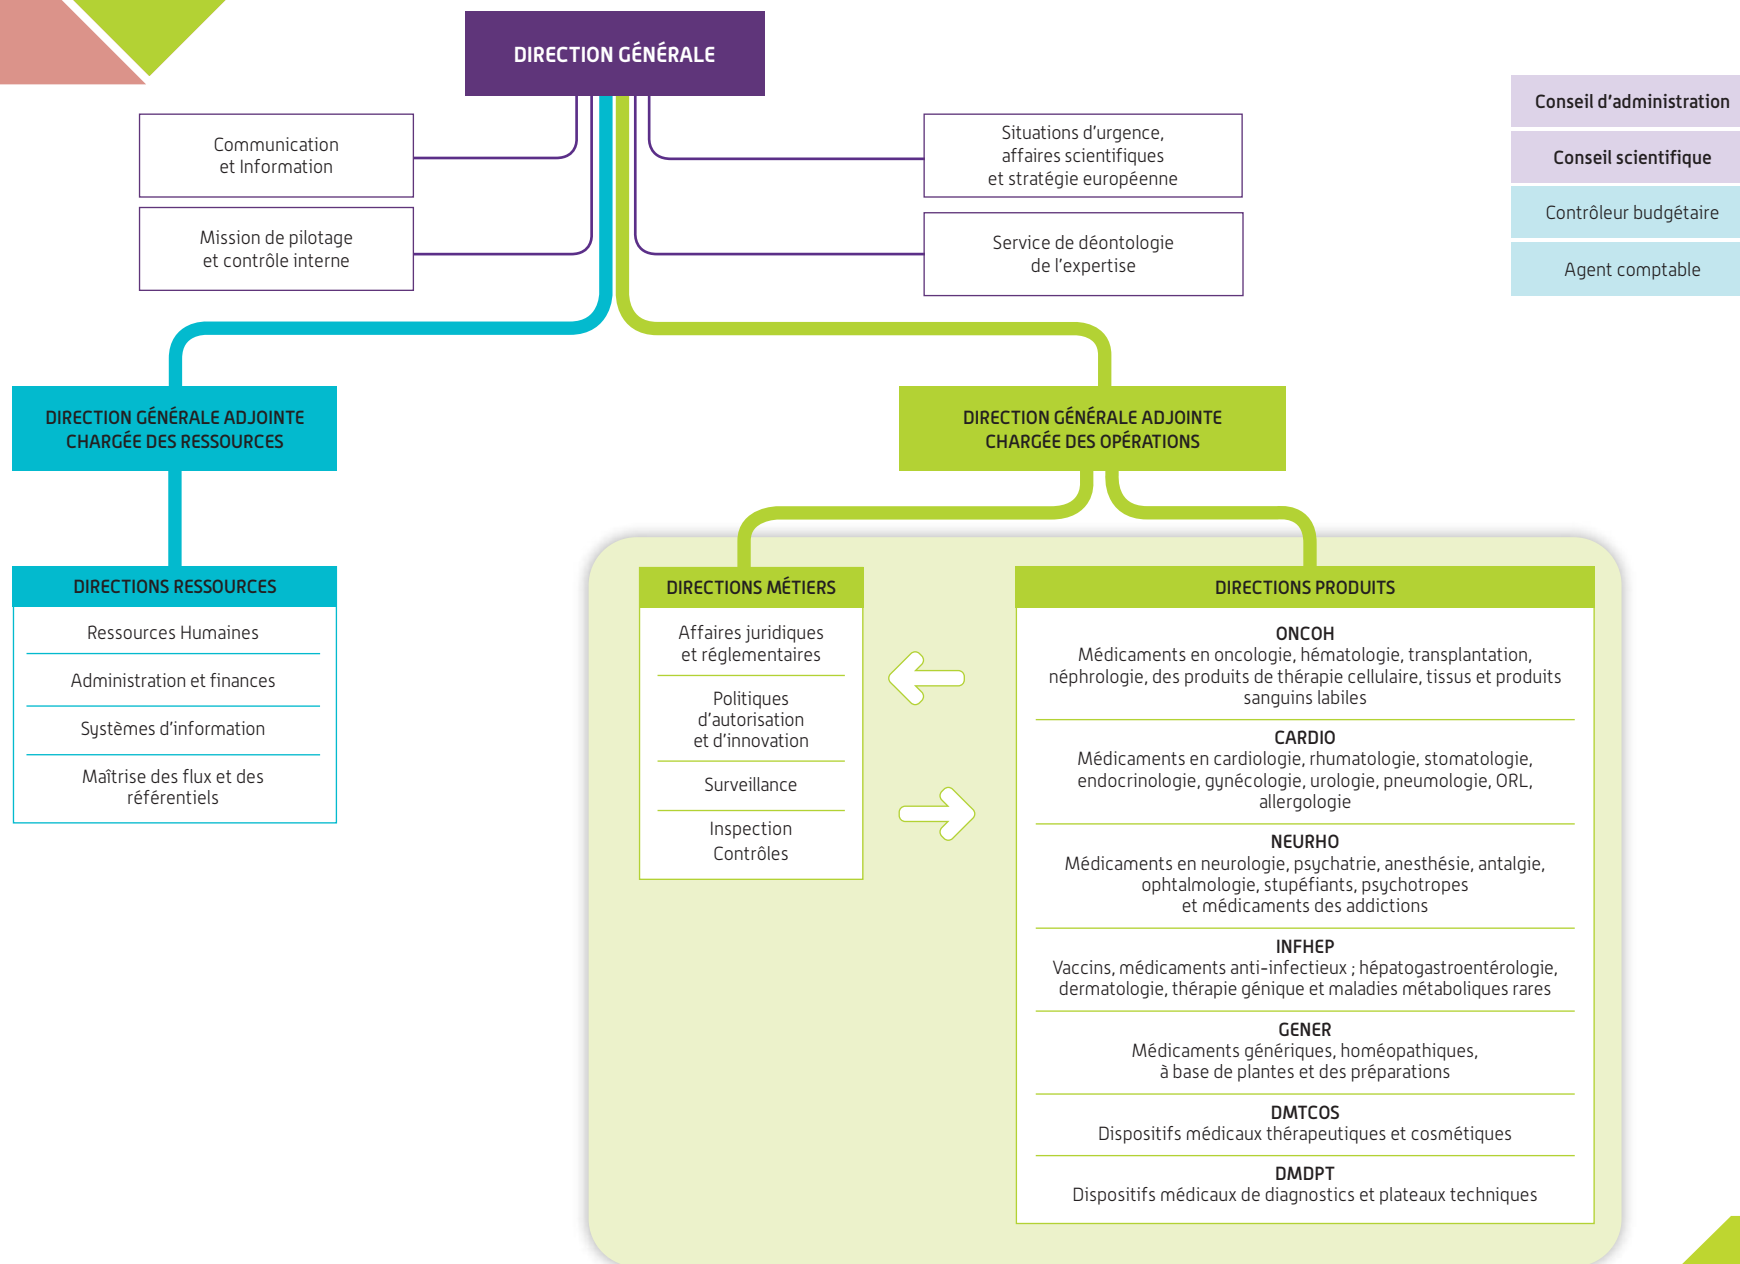 DIRECTION GÉNÉRALE
Communication
et Information
Mission de pilotage
et contrôle interne
Situations d'urgence,
affaires scientifiques
et stratégie européenne
Service de déontologie
de l'expertise
Conseil d'administration
Conseil scientifique
Contrôleur budgétaire
Agent comptable
DIRECTION GÉNÉRALE ADJOINTE
CHARGÉE DES RESSOURCES
DIRECTION GÉNÉRALE ADJOINTE
CHARGÉE DES OPÉRATIONS
DIRECTIONS RESSOURCES
Ressources Humaines
Administration et finances
Systèmes d'information
Maîtrise des flux et des
référentiels
DIRECTIONS MÉTIERS
Affaires juridiques
et réglementaires
Politiques
d'autorisation
et d'innovation
Surveillance
Inspection
Contrôles
DIRECTIONS PRODUITS
ONCOH
Médicaments en oncologie, hématologie, transplantation,
néphrologie, des produits de thérapie cellulaire, tissus et produits
sanguins labiles
CARDIO
Médicaments en cardiologie, rhumatologie, stomatologie,
endocrinologie, gynécologie, urologie, pneumologie, ORL,
allergologie
NEURHO
Médicaments en neurologie, psychatrie, anesthésie, antalgie,
ophtalmologie, stupéfiants, psychotropes
et médicaments des addictions
INFHEP
Vaccins, médicaments anti-infectieux ; hépatogastroentérologie,
dermatologie, thérapie génique et maladies métaboliques rares
GENER
Médicaments génériques, homéopathiques,
à base de plantes et des préparations
DMTCOS
Dispositifs médicaux thérapeutiques et cosmétiques
DMDPT
Dispositifs médicaux de diagnostics et plateaux techniques